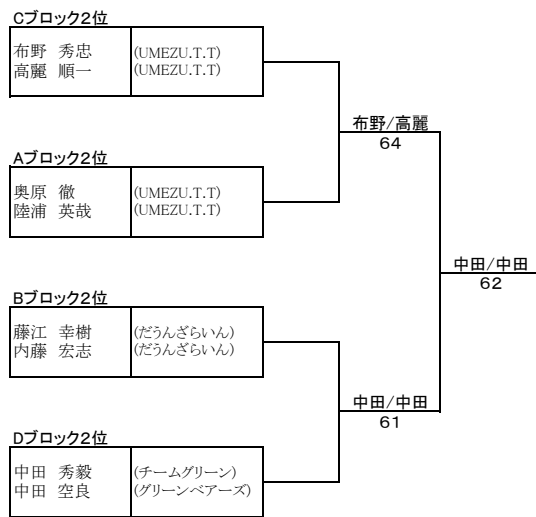 Cブロック2位
布野 秀忠 (UMEZU.T.T)
高麗 順一 (UMEZU.T.T)
布野/高麗
64
Aブロック2位
奥原 徹 (UMEZU.T.T)
陸浦 英哉 (UMEZU.T.T)
中田/中田
62
Bブロック2位
藤江 幸樹 (だうんざらいん)
内藤 宏志 (だうんざらいん)
中田/中田
61
Dブロック2位
中田 秀毅 (チームグリーン)
中田 空良 (グリーンベアーズ)